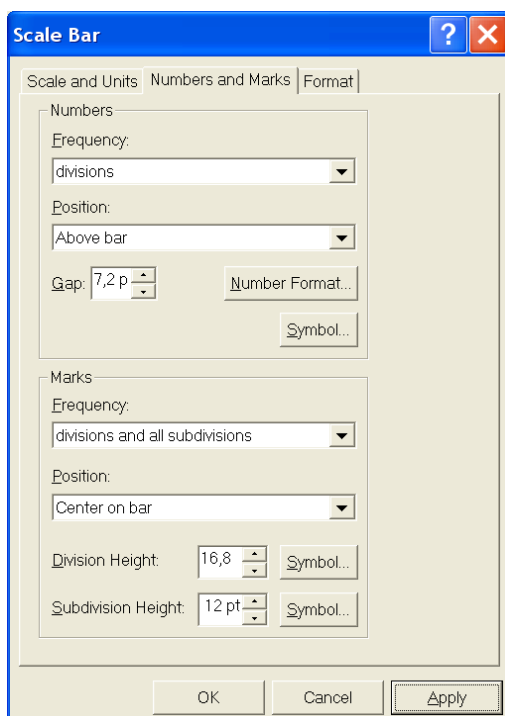 Scale Bar
Scale and Units Numbers and Marks Format
Numbers
Frequency:
divisions
Position:
Above bar
Gap: 7,2 p Number Format...
Symbol...
Marks
Frequency:
divisions and all subdivisions
Position:
Center on bar
Division Height: 16,8 Symbol...
Subdivision Height: 12 pt Symbol...
OK Cancel Apply